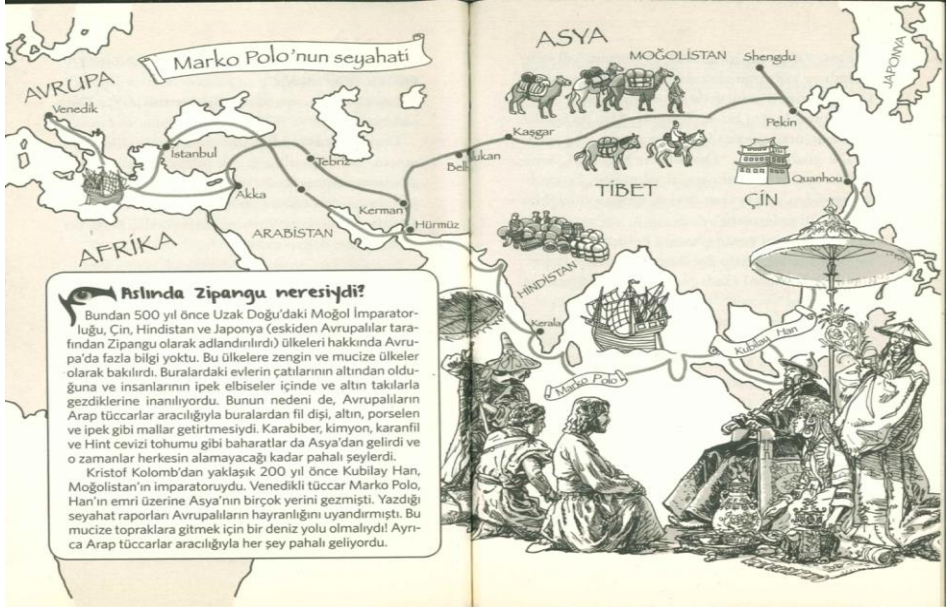 Marko Polo'nun seyahati
AVRUPA
Venedik
İstanbul
Tebriz
Akka
Kerman
Hürmüz
ARABİSTAN
AFRİKA
ASYA
MOĞOLİSTAN
Shengdu
JAPONYA
Pekin
Kaşgar
TİBET
Quanhou
ÇİN
HİNDİSTAN
Kerala
Marko Polo
Kubilay Han
Aslında Zipangu neresiydi?
Bundan 500 yıl önce Uzak Doğu'daki Moğol İmparator-
luğu, Çin, Hindistan ve Japonya (eskiden Avrupalılar tara-
fından Zipangu olarak adlandırılırdı) ülkeleri hakkında Avru-
pa'da fazla bilgi yoktu. Bu ülkelere zengin ve mucize ülkeler
olarak bakılırdı. Buralardaki evlerin çatılarının altından oldu-
ğuna ve insanlarının ipek elbiseler içinde ve altın takılarla
gezdiklerine inanılıyordu. Bunun nedeni de, Avrupalıların
Arap tüccarlar aracılığıyla buralardan fil dişi, altın, porselen
ve ipek gibi mallar getirtmesiydi. Karabiber, kimyon, karanfil
ve Hint cevizi tohumu gibi baharatlar da Asya'dan gelirdi ve
o zamanlar herkesin alamayacağı kadar pahalı şeylerdi.
Kristof Kolomb'dan yaklaşık 200 yıl önce Kubilay Han,
Moğolistan'ın imparatoruydu. Venedikli tüccar Marko Polo,
Han'ın emri üzerine Asya'nın birçok yerini gezmişti. Yazdığı
seyahat raporları Avrupalıların hayranlığını uyandırmıştı. Bu
mucize topraklara gitmek için bir deniz yolu olmalıydı! Ayrı-
ca Arap tüccarlar aracılığıyla her şey pahalı geliyordu.